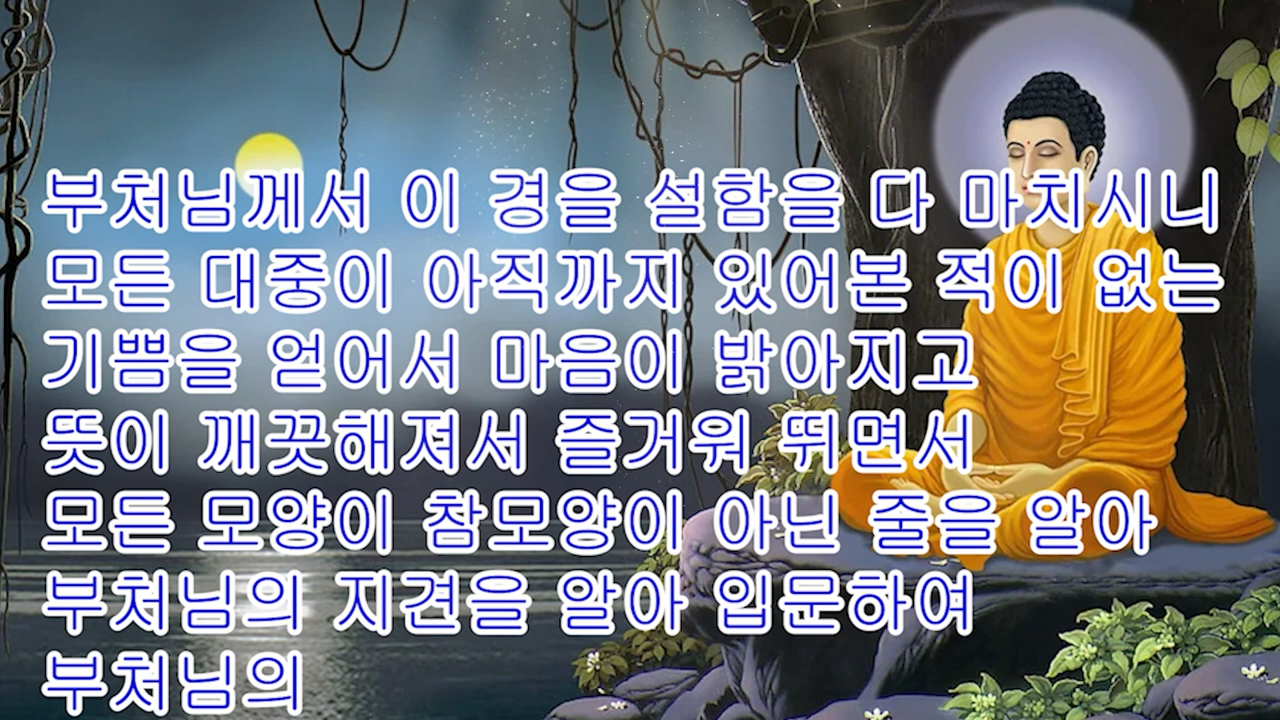 부처님께서 이 경을 설함을 다 마치시니
모든 대중이 아직까지 있어본 적이 없는
기쁨을 얻어서 마음이 밝아지고
뜻이 깨끗해져서 즐거워 뛰면서
모든 모양이 참모양이 아닌 줄을 알아
부처님의 지견을 알아 입문하여
부처님의